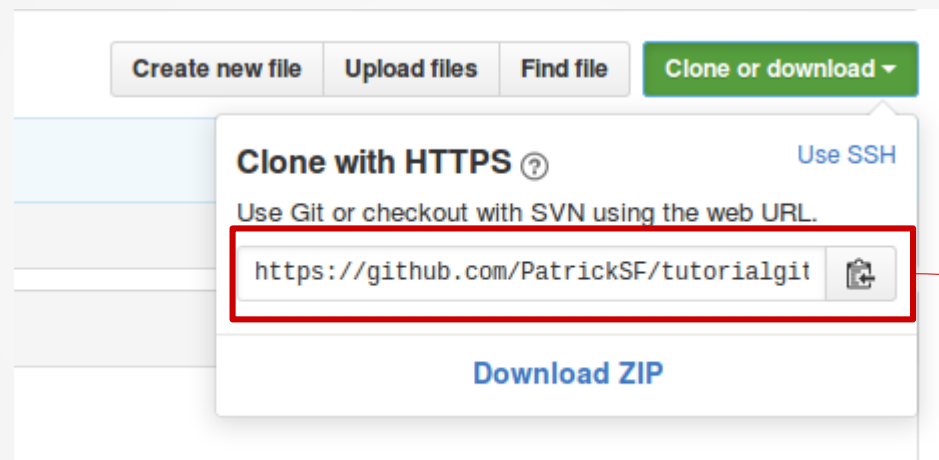 Create new file Upload files Find file Clone or download
Clone with HTTPS ?
Use SSH
Use Git or checkout with SVN using the web URL.
https://github.com/PatrickSF/tutorialgit
Download ZIP